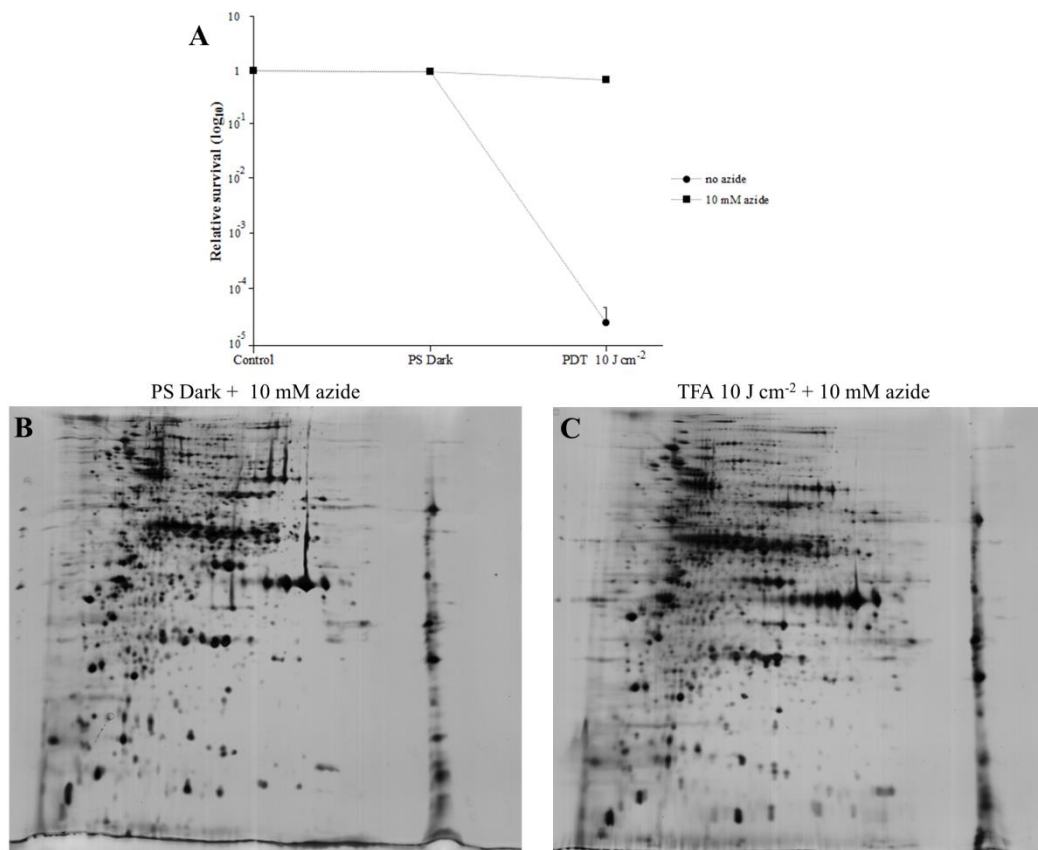 A
Relative survival (log₁₀)
10
1
10⁻¹
10⁻²
10⁻³
10⁻⁴
10⁻⁵
Control
PS Dark
PDT 10 J cm⁻²
no azide
10 mM azide
PS Dark + 10 mM azide
TFA 10 J cm⁻² + 10 mM azide
B
C